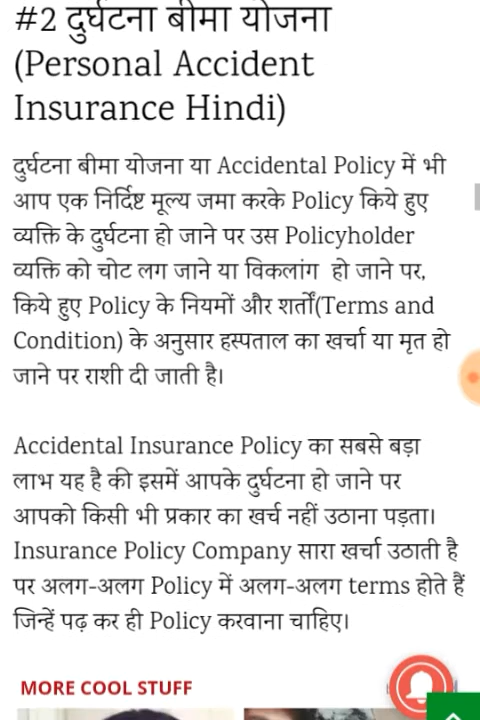 #2 दुर्घटना बीमा योजना
(Personal Accident
Insurance Hindi)
दुर्घटना बीमा योजना या Accidental Policy में भी
आप एक निर्दिष्ट मूल्य जमा करके Policy किये हुए
व्यक्ति के दुर्घटना हो जाने पर उस Policyholder
व्यक्ति को चोट लग जाने या विकलांग हो जाने पर,
किये हुए Policy के नियमों और शर्तों(Terms and
Condition) के अनुसार हस्पताल का खर्चा या मृत हो
जाने पर राशी दी जाती है।
Accidental Insurance Policy का सबसे बड़ा
लाभ यह है की इसमें आपके दुर्घटना हो जाने पर
आपको किसी भी प्रकार का खर्च नहीं उठाना पड़ता।
Insurance Policy Company सारा खर्चा उठाती है
पर अलग-अलग Policy में अलग-अलग terms होते हैं
जिन्हें पढ़ कर ही Policy करवाना चाहिए।
MORE COOL STUFF